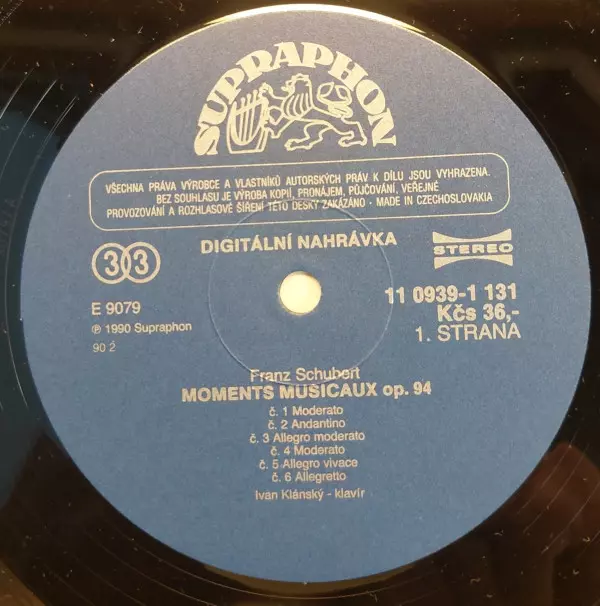 SUPRAPHON
VŠECHNA PRÁVA VÝROBCE A VLASTNÍKŮ AUTORSKÝCH PRÁV K DÍLU JSOU VYHRAZENA.
BEZ SOUHLASU JE VÝROBA KOPIÍ, PRONÁJEM, PŮJČOVÁNÍ, VEŘEJNÉ
PROVOZOVÁNÍ A ROZHLASOVÉ ŠÍŘENÍ TÉTO DESKY ZAKÁZÁNO · MADE IN CZECHOSLOVAKIA
DIGITÁLNÍ NAHRÁVKA
33
STEREO
E 9079
℗ 1990 Supraphon
90 2
11 0939-1 131
Kčs 36,-
1. STRANA
Franz Schubert
MOMENTS MUSICAUX op. 94
č. 1 Moderato
č. 2 Andantino
č. 3 Allegro moderato
č. 4 Moderato
č. 5 Allegro vivace
č. 6 Allegretto
Ivan Klánský - klavír